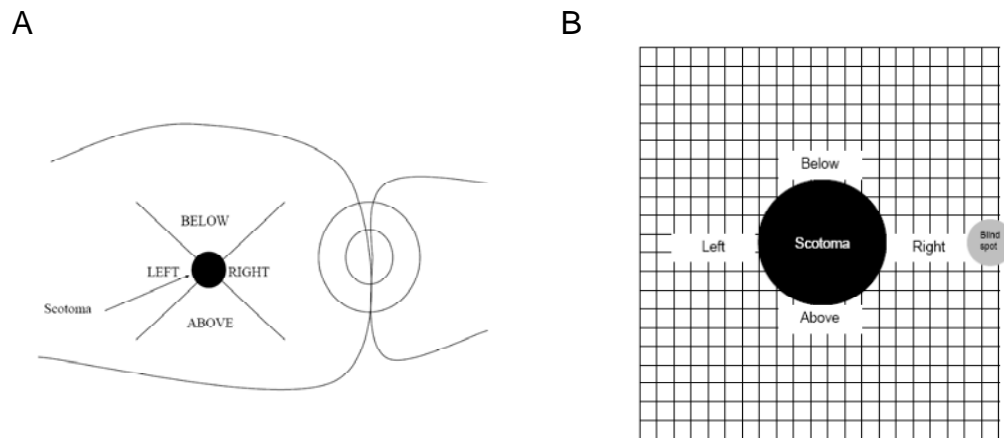 A
BELOW
LEFT
RIGHT
Scotoma
ABOVE
B
Below
Left
Scotoma
Right
Blind
spot
Above